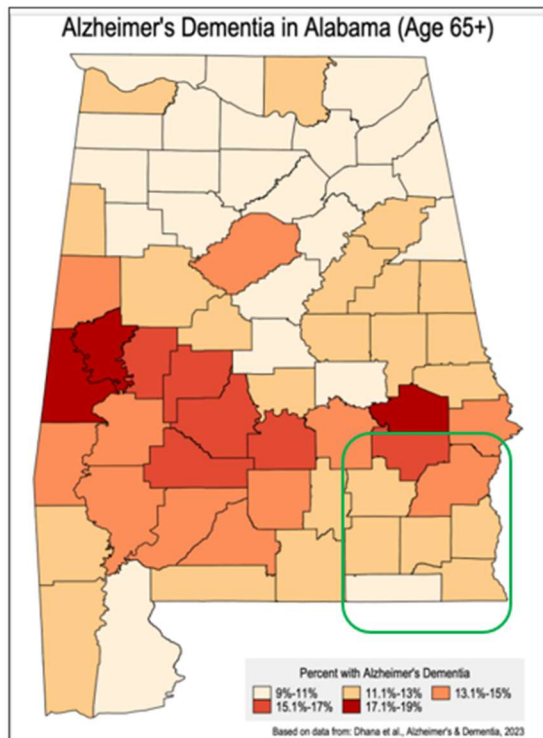 Alzheimer's Dementia in Alabama (Age 65+)
Percent with Alzheimer's Dementia
9%-11% 11.1%-13% 13.1%-15%
15.1%-17% 17.1%-19%
Based on data from: Dhana et al., Alzheimer's & Dementia, 2023